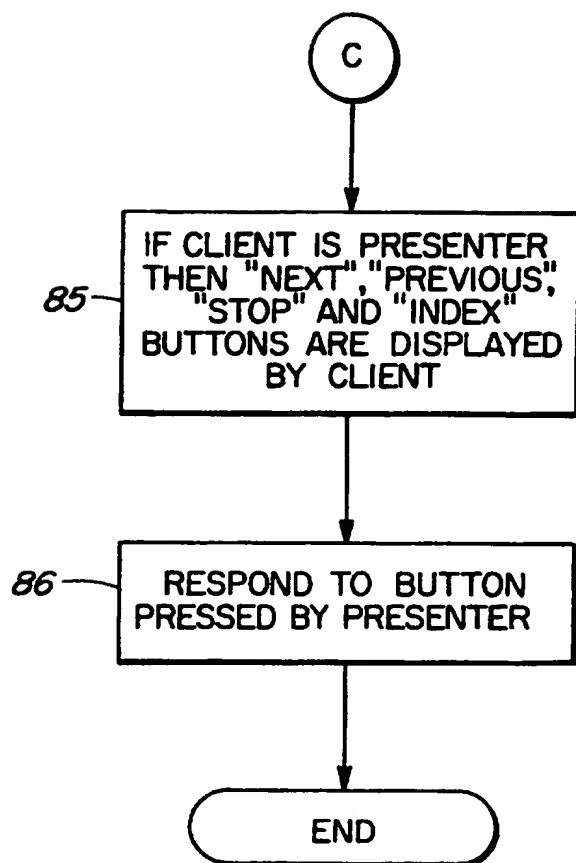 C
IF CLIENT IS PRESENTER
THEN "NEXT", "PREVIOUS",
"STOP" AND "INDEX"
BUTTONS ARE DISPLAYED
BY CLIENT
85
RESPOND TO BUTTON
PRESSED BY PRESENTER
86
END